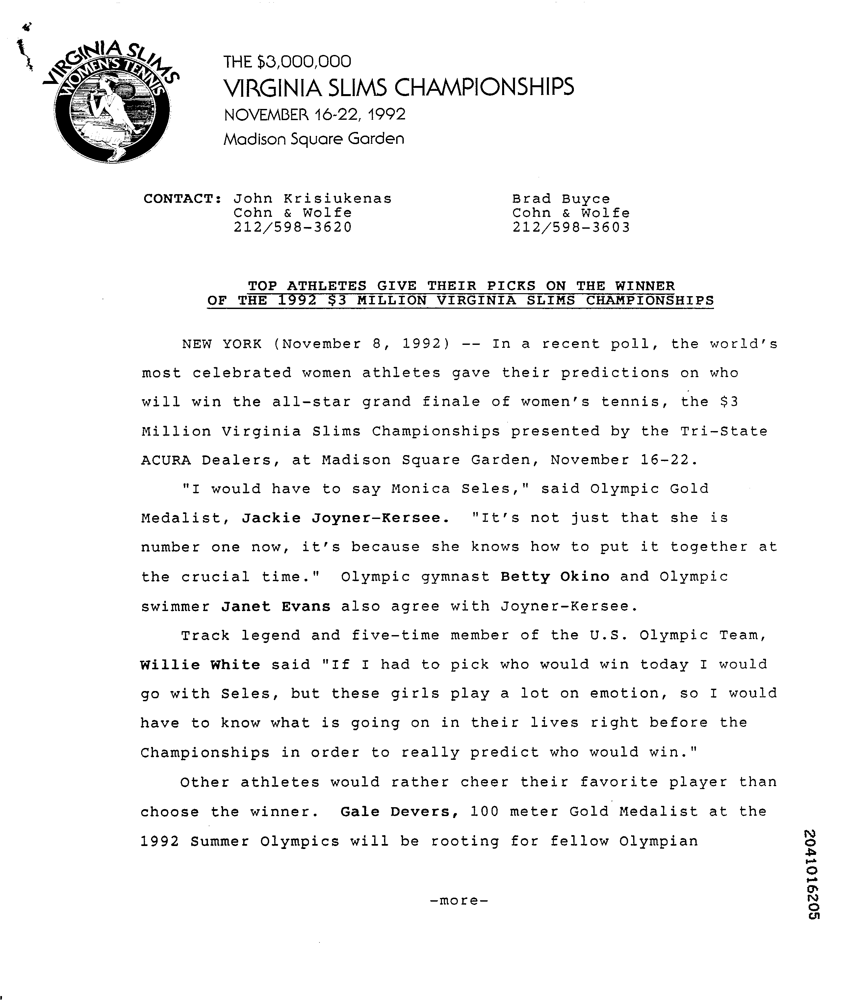 VIRGINIA SLIMS
WOMEN'S TENNIS
THE $3,000,000
VIRGINIA SLIMS CHAMPIONSHIPS
NOVEMBER 16-22, 1992
Madison Square Garden
CONTACT: John Krisiukenas Brad Buyce
Cohn & Wolfe Cohn & Wolfe
212/598-3620 212/598-3603
TOP ATHLETES GIVE THEIR PICKS ON THE WINNER
OF THE 1992 $3 MILLION VIRGINIA SLIMS CHAMPIONSHIPS
NEW YORK (November 8, 1992) -- In a recent poll, the world's
most celebrated women athletes gave their predictions on who
will win the all-star grand finale of women's tennis, the $3
Million Virginia Slims Championships presented by the Tri-State
ACURA Dealers, at Madison Square Garden, November 16-22.
"I would have to say Monica Seles," said Olympic Gold
Medalist, Jackie Joyner-Kersee. "It's not just that she is
number one now, it's because she knows how to put it together at
the crucial time." Olympic gymnast Betty Okino and Olympic
swimmer Janet Evans also agree with Joyner-Kersee.
Track legend and five-time member of the U.S. Olympic Team,
Willie White said "If I had to pick who would win today I would
go with Seles, but these girls play a lot on emotion, so I would
have to know what is going on in their lives right before the
Championships in order to really predict who would win."
Other athletes would rather cheer their favorite player than
choose the winner. Gale Devers, 100 meter Gold Medalist at the
1992 Summer Olympics will be rooting for fellow Olympian
-more-
2041016205